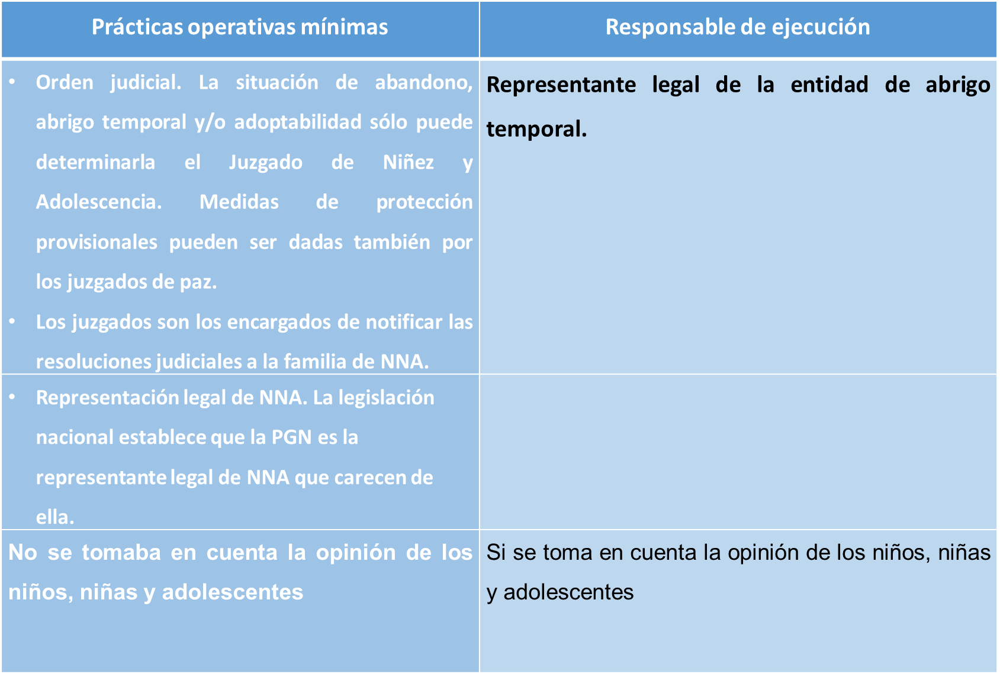 Prácticas operativas mínimas
Responsable de ejecución
• Orden judicial. La situación de abandono,
abrigo temporal y/o adoptabilidad sólo puede
determinarla el Juzgado de Niñez y
Adolescencia. Medidas de protección
provisionales pueden ser dadas también por
los juzgados de paz.
• Los juzgados son los encargados de notificar las
resoluciones judiciales a la familia de NNA.
Representante legal de la entidad de abrigo
temporal.
• Representación legal de NNA. La legislación
nacional establece que la PGN es la
representante legal de NNA que carecen de
ella.
No se tomaba en cuenta la opinión de los
niños, niñas y adolescentes
Si se toma en cuenta la opinión de los niños, niñas
y adolescentes